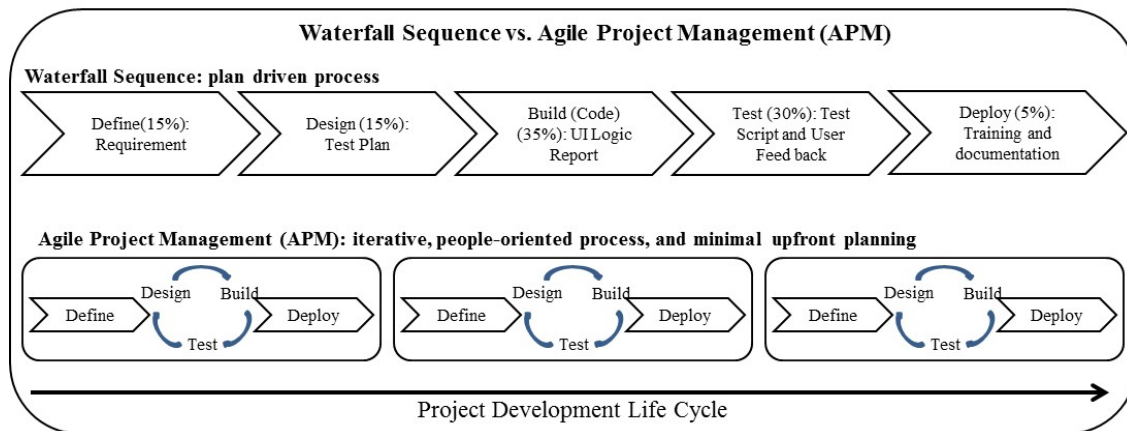 Waterfall Sequence vs. Agile Project Management (APM)
Waterfall Sequence: plan driven process
Define(15%):
Requirement
Design (15%):
Test Plan
Build (Code)
(35%): UI Logic
Report
Test (30%): Test
Script and User
Feed back
Deploy (5%):
Training and
documentation
Agile Project Management (APM): iterative, people-oriented process, and minimal upfront planning
Define
Design
Build
Test
Deploy
Define
Design
Build
Test
Deploy
Define
Design
Build
Test
Deploy
Project Development Life Cycle